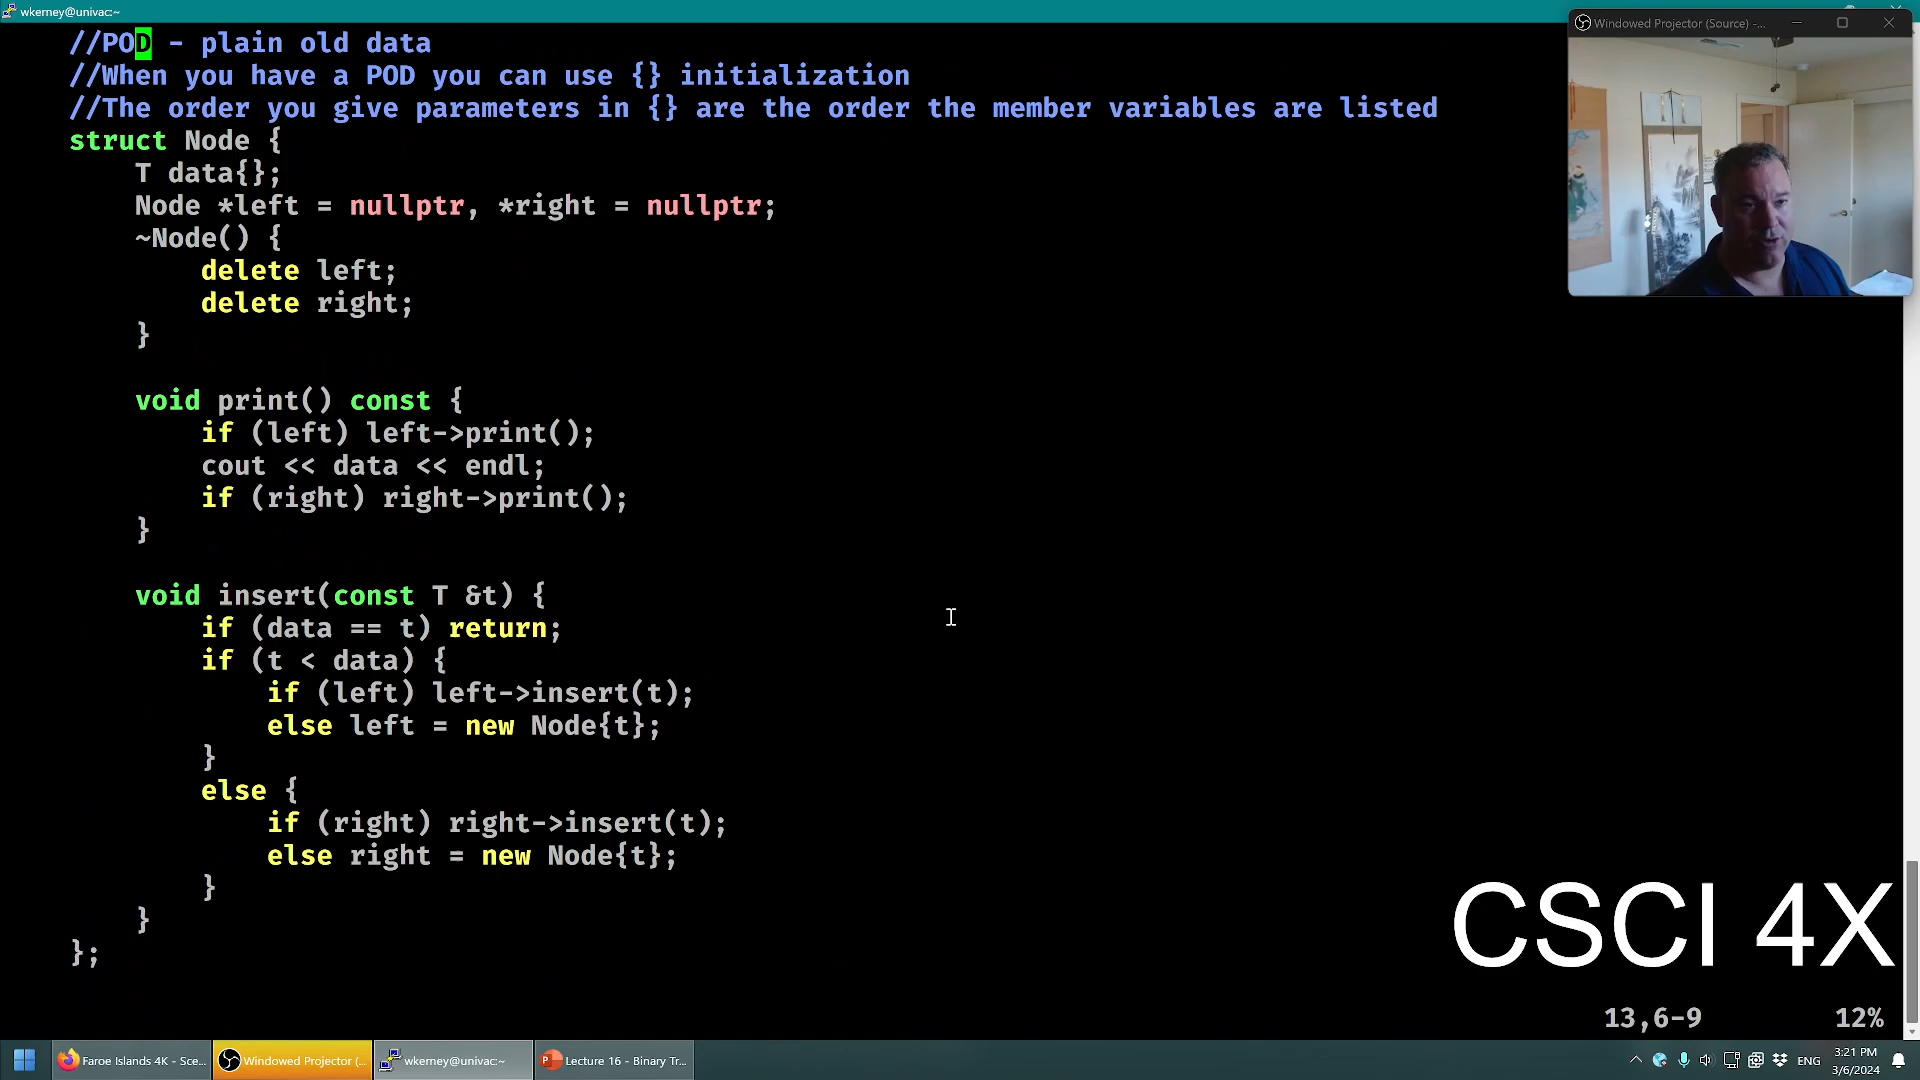 wkerney@univac:~
Windowed Projector (Source) -...
//POD - plain old data
//When you have a POD you can use {} initialization
//The order you give parameters in {} are the order the member variables are listed
struct Node {
T data{};
Node *left = nullptr, *right = nullptr;
~Node() {
delete left;
delete right;
}
void print() const {
if (left) left->print();
cout << data << endl;
if (right) right->print();
}
void insert(const T &t) {
if (data == t) return;
if (t < data) {
if (left) left->insert(t);
else left = new Node{t};
}
else {
if (right) right->insert(t);
else right = new Node{t};
}
}
};
CSCI 4X
13,6-9 12%
Faroe Islands 4K - Sce...
Windowed Projector (...
wkerney@univac:~
Lecture 16 - Binary Tr...
ENG
3:21 PM
3/6/2024